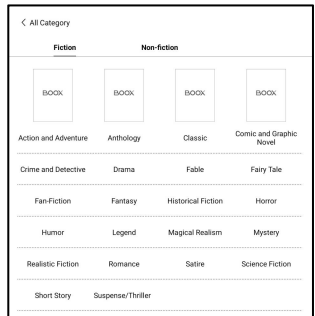 All Category
Fiction Non-fiction
BOOX BOOX BOOX BOOX
Action and Adventure Anthology Classic Comic and Graphic Novel
Crime and Detective Drama Fable Fairy Tale
Fan-Fiction Fantasy Historical Fiction Horror
Humor Legend Magical Realism Mystery
Realistic Fiction Romance Satire Science Fiction
Short Story Suspense/Thriller